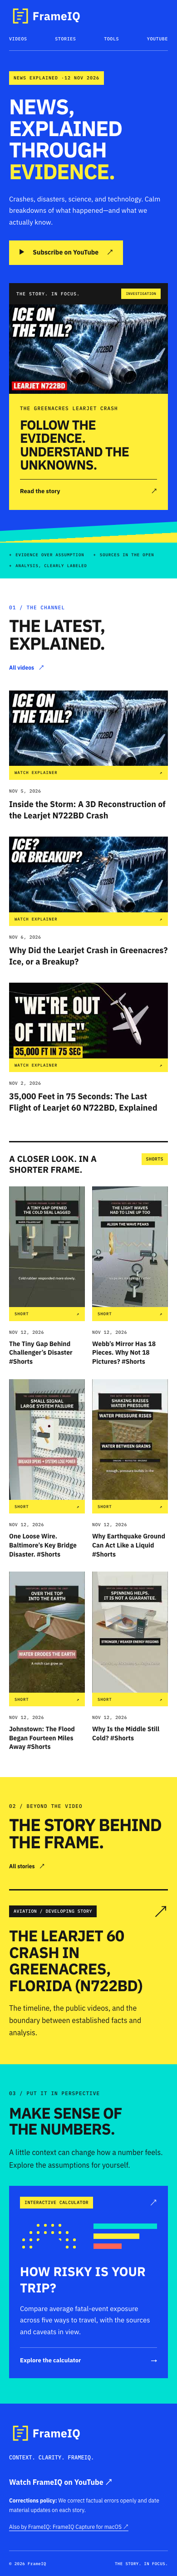 FrameIQ
VIDEOS STORIES TOOLS YOUTUBE
NEWS EXPLAINED · 12 NOV 2026
NEWS,
EXPLAINED
THROUGH
EVIDENCE.
Crashes, disasters, science, and technology. Calm
breakdowns of what happened—and what we
actually know.
Subscribe on YouTube ↗
THE STORY. IN FOCUS.
INVESTIGATION
ICE ON
THE TAIL?
LEARJET N722BD
THE GREENACRES LEARJET CRASH
FOLLOW THE
EVIDENCE.
UNDERSTAND THE
UNKNOWNS.
Read the story ↗
+ EVIDENCE OVER ASSUMPTION + SOURCES IN THE OPEN
+ ANALYSIS, CLEARLY LABELED
01 / THE CHANNEL
THE LATEST,
EXPLAINED.
All videos ↗
ICE ON
THE TAIL?
WATCH EXPLAINER
NOV 5, 2026
Inside the Storm: A 3D Reconstruction of
the Learjet N722BD Crash
ICE?
OR BREAKUP?
WATCH EXPLAINER
NOV 4, 2026
Why Did the Learjet Crash in Greenacres?
Ice, or a Breakup?
"WE'RE OUT
OF TIME"
35,000 FT IN 75 SEC
WATCH EXPLAINER
NOV 2, 2026
35,000 Feet in 75 Seconds: The Last
Flight of Learjet 60 N722BD, Explained
A CLOSER LOOK. IN A
SHORTER FRAME.
SHORTS
A TINY GAP OPENED
THE COLD SEAL LAGGED
Cold rubber responded more slowly.
SHORT
NOV 12, 2026
The Tiny Gap Behind
Challenger's Disaster
#Shorts
THE LIGHT WAVES
HAD TO LINE UP TOO
ALIGN THE WAVE PEAKS
SHORT
NOV 12, 2026
Webb's Mirror Has 18
Pieces. Why Not 18
Pictures? #Shorts
SMALL SIGNAL
LARGE SYSTEM FAILURE
BREAKER OPENS → SYSTEMS LOSE POWER
SHORT
NOV 12, 2026
One Loose Wire.
Baltimore's Key Bridge
Disaster. #Shorts
SHAKING RAISES
WATER PRESSURE
WATER PRESSURE RISES
WATER BETWEEN GRAINS
SHORT
NOV 12, 2026
Why Earthquake Ground
Can Act Like a Liquid
#Shorts
OVER THE TOP
INTO THE EARTH
WATER ERODES THE EARTH
SHORT
NOV 12, 2026
Johnstown: The Flood
Began Fourteen Miles
Away #Shorts
SPINNING HELPS.
IT IS NOT A GUARANTEE.
SHORT
NOV 12, 2026
Why Is the Middle Still
Cold? #Shorts
02 / BEYOND THE VIDEO
THE STORY BEHIND
THE FRAME.
All stories ↗
AVIATION / DEVELOPING STORY
THE LEARJET 60
CRASH IN
GREENACRES,
FLORIDA (N722BD)
The timeline, the public videos, and the
boundary between established facts and
analysis.
03 / PUT IT IN PERSPECTIVE
MAKE SENSE OF
THE NUMBERS.
A little context can change how a number feels.
Explore the assumptions for yourself.
INTERACTIVE CALCULATOR
HOW RISKY IS YOUR
TRIP?
Compare average fatal-event exposure
across five ways to travel, with the sources
and caveats in view.
Explore the calculator →
FrameIQ
CONTEXT. CLARITY. FRAMEIQ.
Watch FrameIQ on YouTube ↗
Corrections policy: We correct factual errors openly and date
material updates on each story.
Also by FrameIQ: FrameIQ Capture for macOS ↗
© 2026 FrameIQ THE STORY. IN FOCUS.